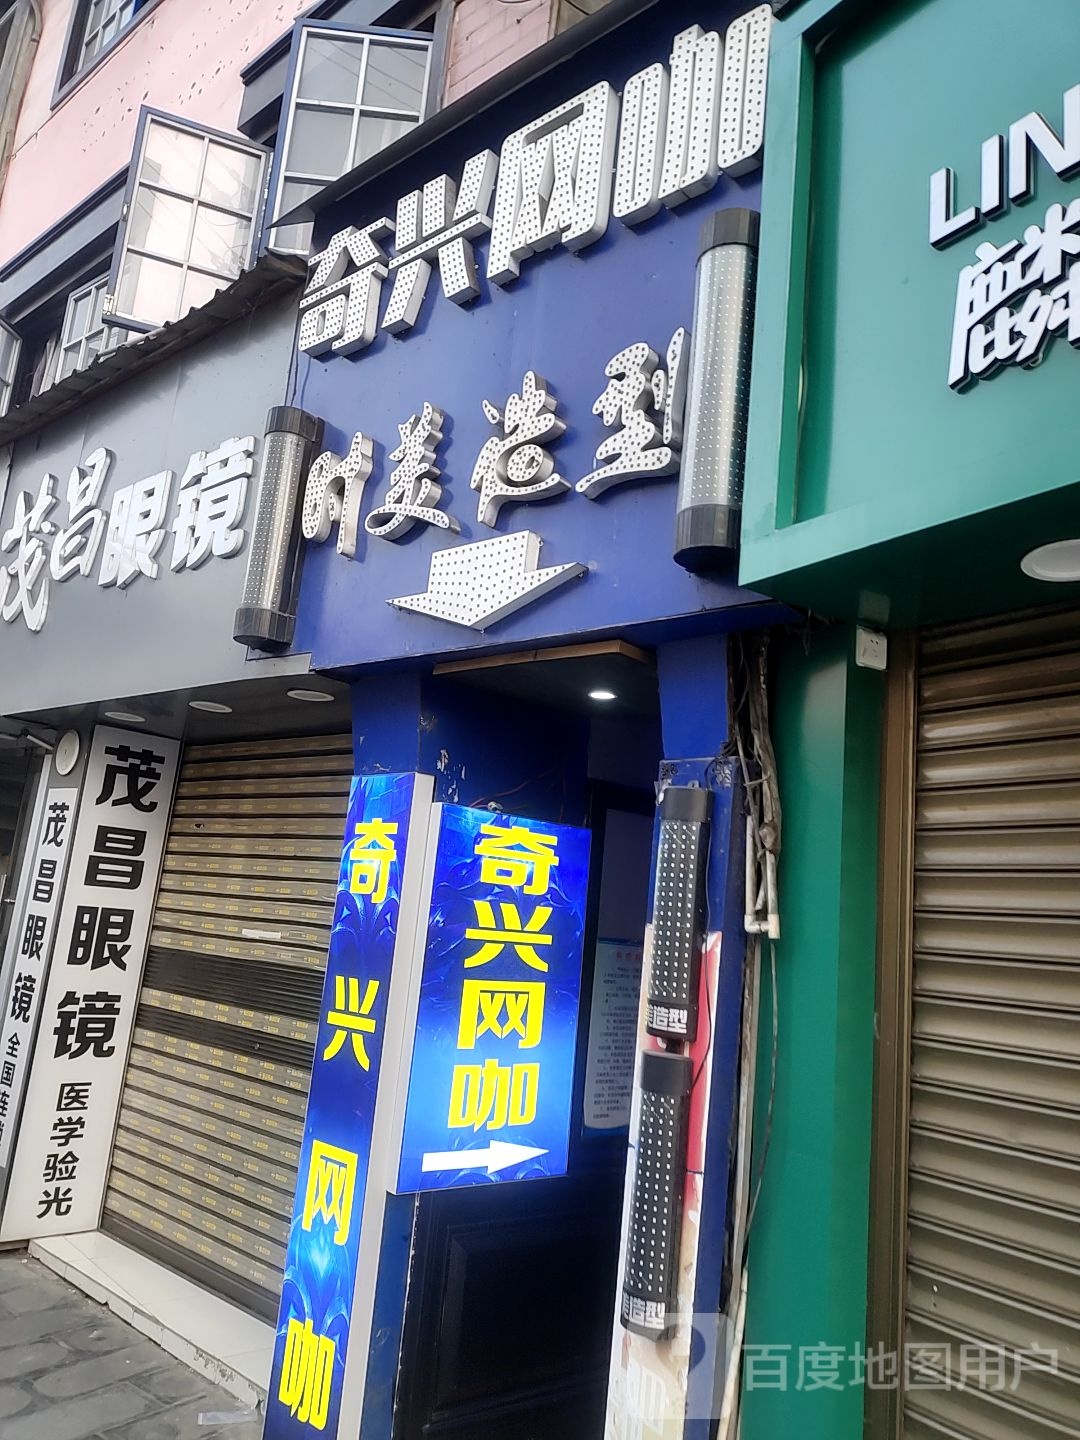 奇兴网咖
时美造型
茂昌眼镜
LIN
茂昌眼镜 医学验光
茂昌眼镜 全国连锁
奇兴网咖
奇兴网咖
造型
造型
百度地图用户